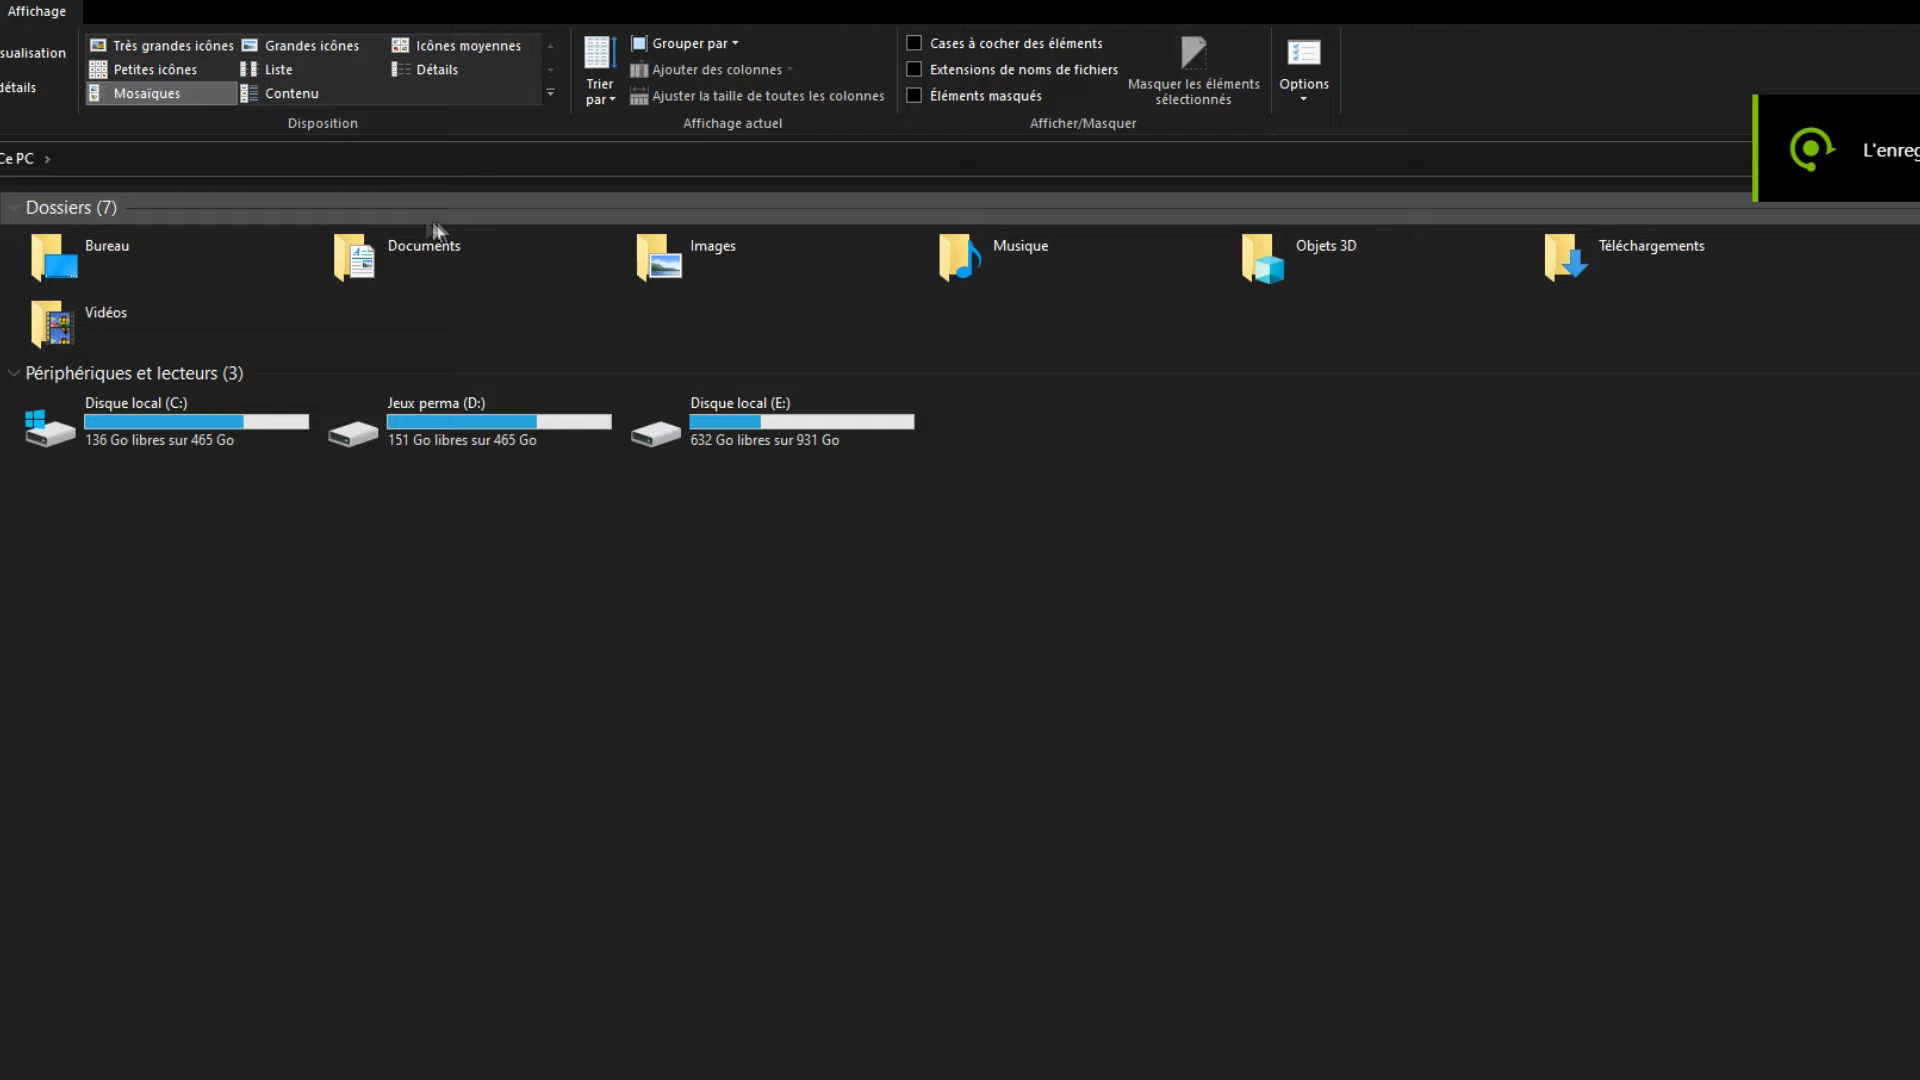 Affichage
sualisation
détails
Très grandes icônes
Grandes icônes
Icônes moyennes
Petites icônes
Liste
Détails
Mosaïques
Contenu
Disposition
Trier
par
Grouper par
Ajouter des colonnes
Ajuster la taille de toutes les colonnes
Affichage actuel
Cases à cocher des éléments
Extensions de noms de fichiers
Éléments masqués
Masquer les éléments
sélectionnés
Afficher/Masquer
Options
L'enreg
Ce PC
Dossiers (7)
Bureau
Documents
Images
Musique
Objets 3D
Téléchargements
Vidéos
Périphériques et lecteurs (3)
Disque local (C:)
136 Go libres sur 465 Go
Jeux perma (D:)
151 Go libres sur 465 Go
Disque local (E:)
632 Go libres sur 931 Go